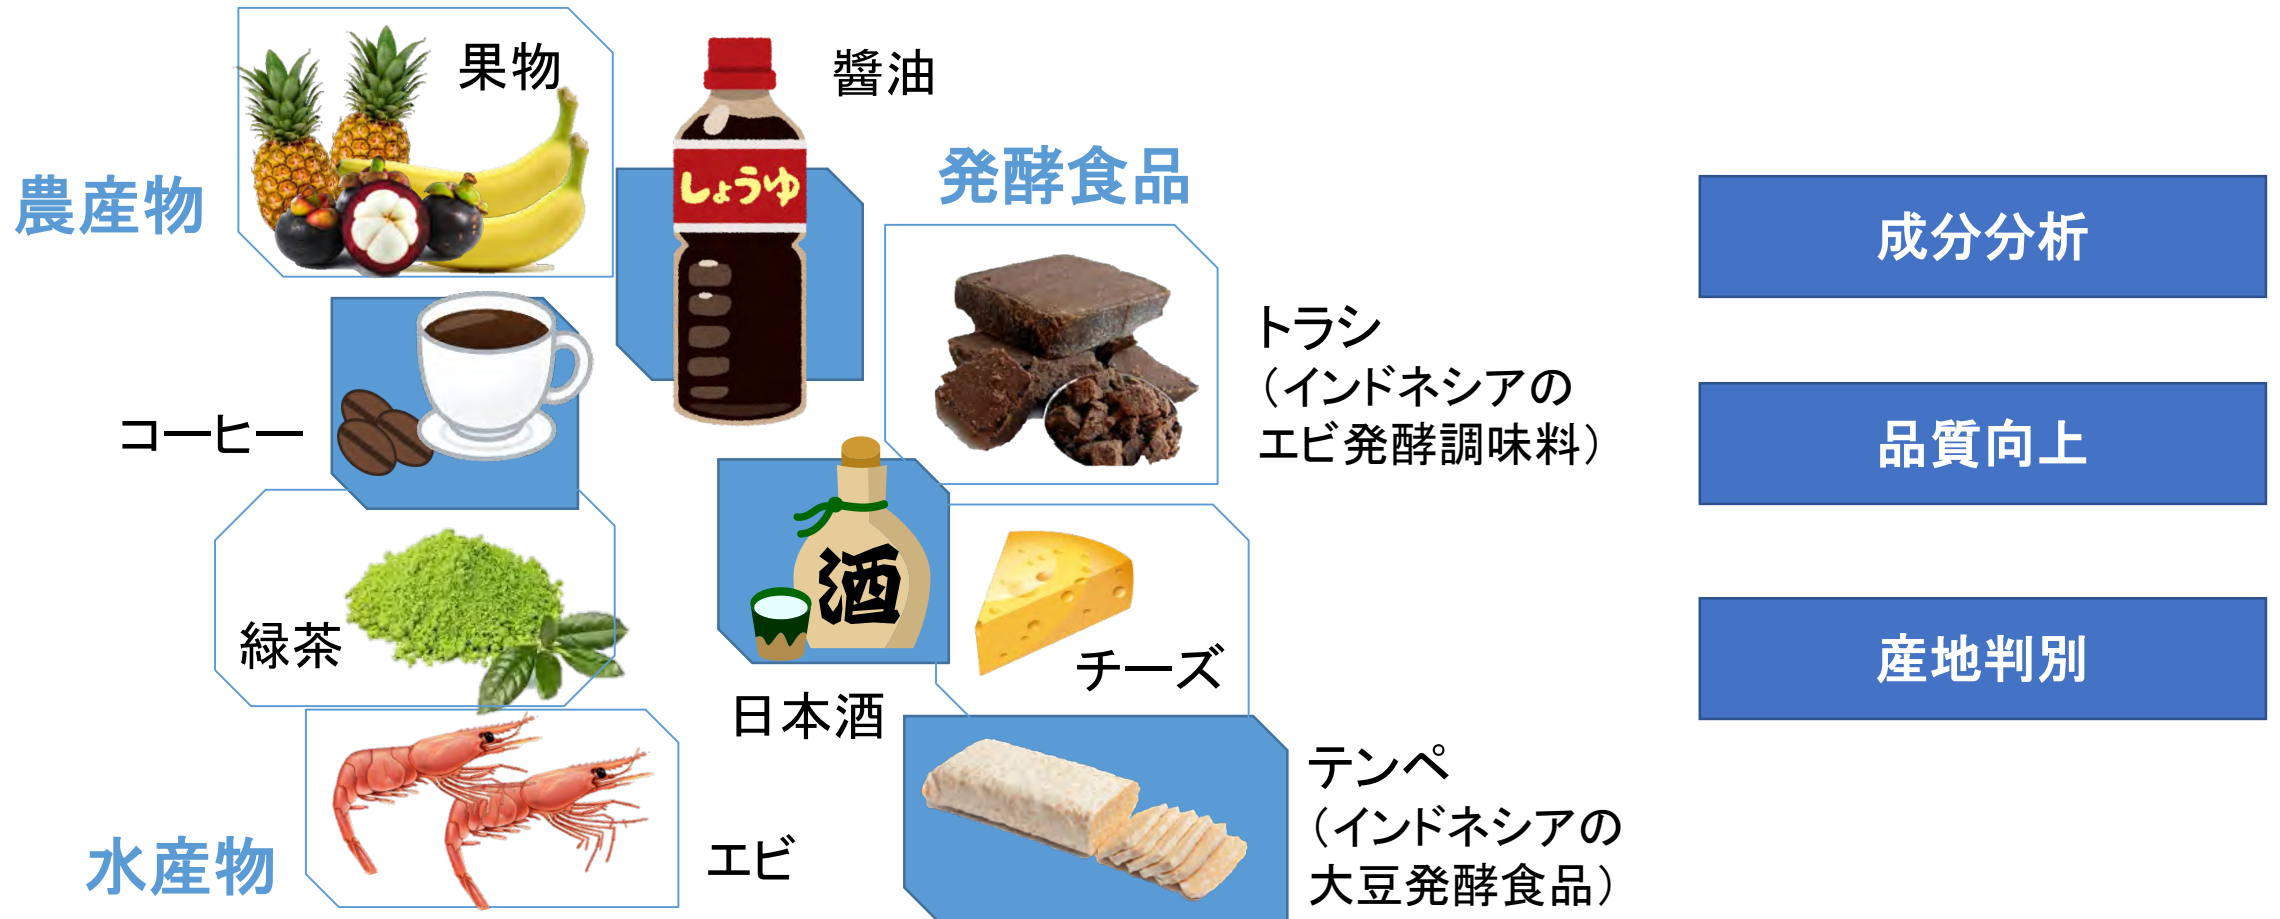 農産物
果物
コーヒー
緑茶
水産物
エビ
醬油
しょうゆ
発酵食品
トラシ
（インドネシアの
エビ発酵調味料）
酒
日本酒
チーズ
テンペ
（インドネシアの
大豆発酵食品）
成分分析
品質向上
産地判別